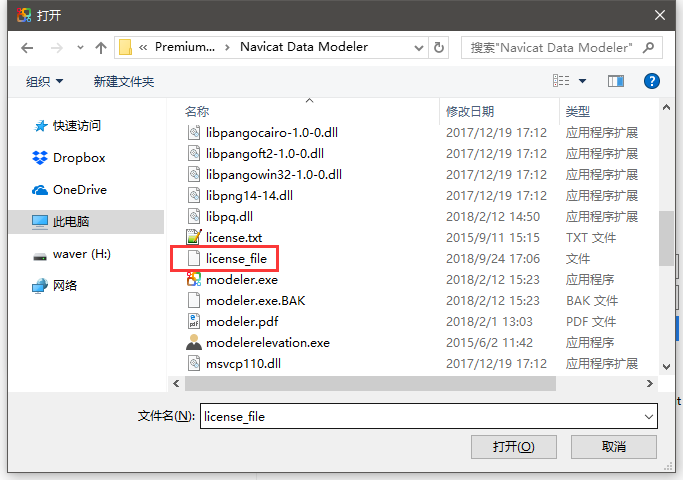 打开
« Premium... › Navicat Data Modeler
搜索"Navicat Data Modeler"
组织 新建文件夹
名称 修改日期 类型
快速访问
Dropbox
OneDrive
此电脑
waver (H:)
网络
libpangocairo-1.0-0.dll 2017/12/19 17:12 应用程序扩展
libpangoft2-1.0-0.dll 2017/12/19 17:12 应用程序扩展
libpangowin32-1.0-0.dll 2017/12/19 17:12 应用程序扩展
libpng14-14.dll 2017/12/19 17:12 应用程序扩展
libpq.dll 2018/2/12 14:50 应用程序扩展
license.txt 2015/9/11 15:15 TXT 文件
license_file 2018/9/24 17:06 文件
modeler.exe 2018/2/12 15:23 应用程序
modeler.exe.BAK 2018/2/12 15:23 BAK 文件
modeler.pdf 2018/2/1 13:03 PDF 文件
modelerelevation.exe 2015/6/2 11:42 应用程序
msvcp110.dll 2017/12/19 17:12 应用程序扩展
文件名(N): license_file
打开(O) 取消